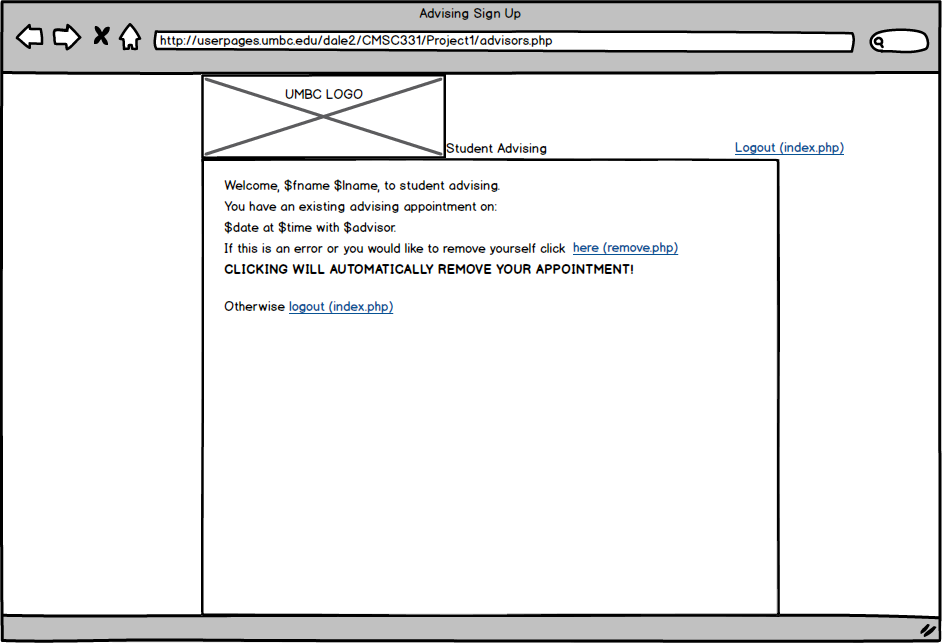 Advising Sign Up
http://userpages.umbc.edu/dale2/CMSC331/Project1/advisors.php
UMBC LOGO
Student Advising
Logout (index.php)
Welcome, $fname $lname, to student advising.
You have an existing advising appointment on:
$date at $time with $advisor.
If this is an error or you would like to remove yourself click here (remove.php)
CLICKING WILL AUTOMATICALLY REMOVE YOUR APPOINTMENT!
Otherwise logout (index.php)